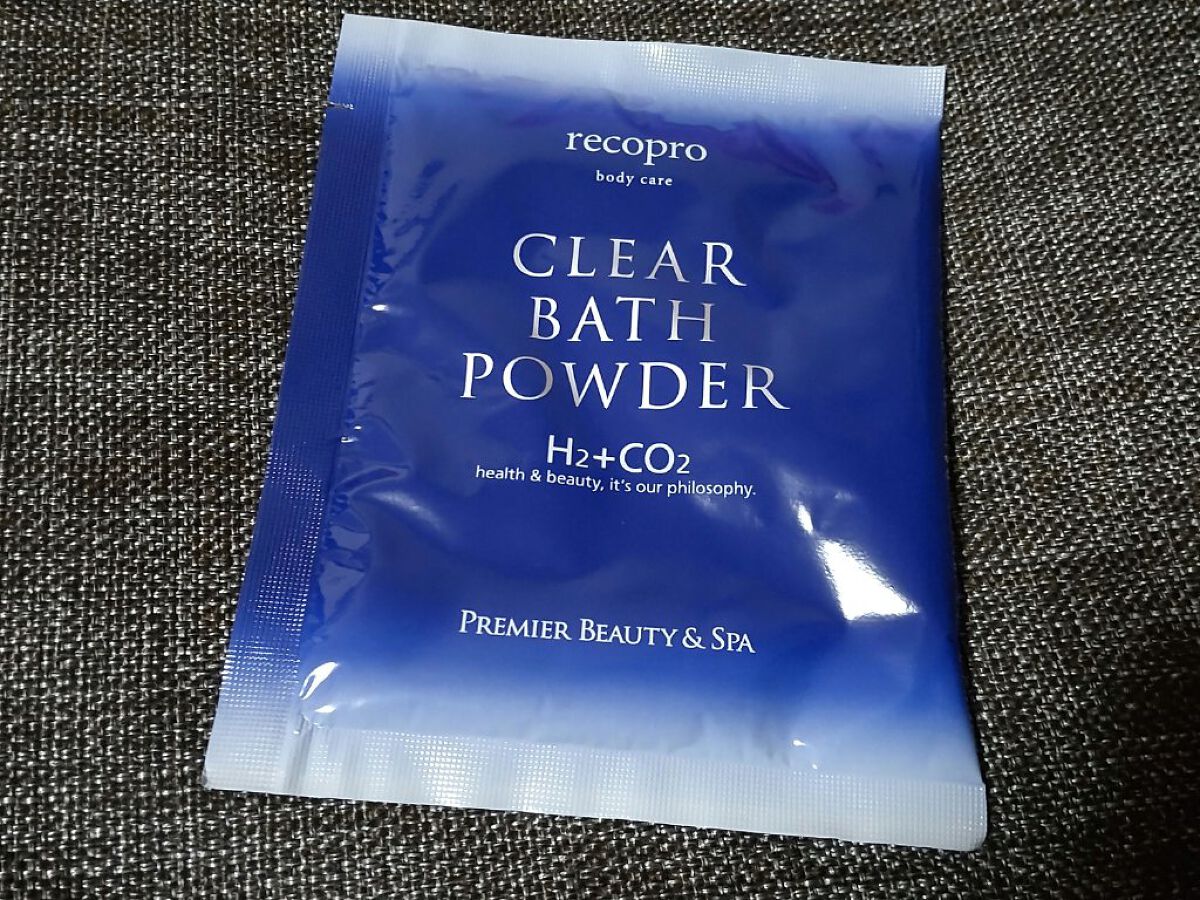 recopro
body care
CLEAR
BATH
POWDER
H2+CO2
health & beauty, it's our philosophy.
PREMIER BEAUTY & SPA